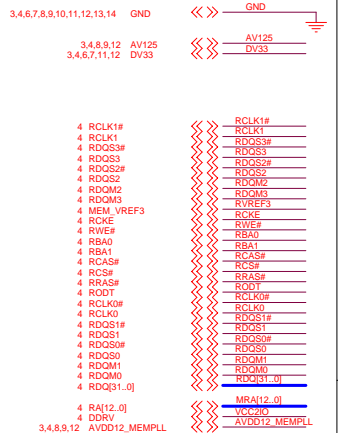 3,4,6,7,8,9,10,11,12,13,14 GND GND
3,4,8,9,12 AV125 AV125
3,4,6,7,11,12 DV33 DV33
4 RCLK1# RCLK1#
4 RCLK1 RCLK1
4 RDQS3# RDQS3#
4 RDQS3 RDQS3
4 RDQS2# RDQS2#
4 RDQS2 RDQS2
4 RDQM2 RDQM2
4 RDQM3 RDQM3
4 MEM_VREF3 RVREF3
4 RCKE RCKE
4 RWE# RWE#
4 RBA0 RBA0
4 RBA1 RBA1
4 RCAS# RCAS#
4 RCS# RCS#
4 RRAS# RRAS#
4 RODT RODT
4 RCLK0# RCLK0#
4 RCLK0 RCLK0
4 RDQS1# RDQS1#
4 RDQS1 RDQS1
4 RDQS0# RDQS0#
4 RDQS0 RDQS0
4 RDQM1 RDQM1
4 RDQM0 RDQM0
4 RDQ[31..0] RDQ[31..0]
4 RA[12..0] MRA[12..0]
4 DDRV VCC2IO
3,4,8,9,12 AVDD12_MEMPLL AVDD12_MEMPLL